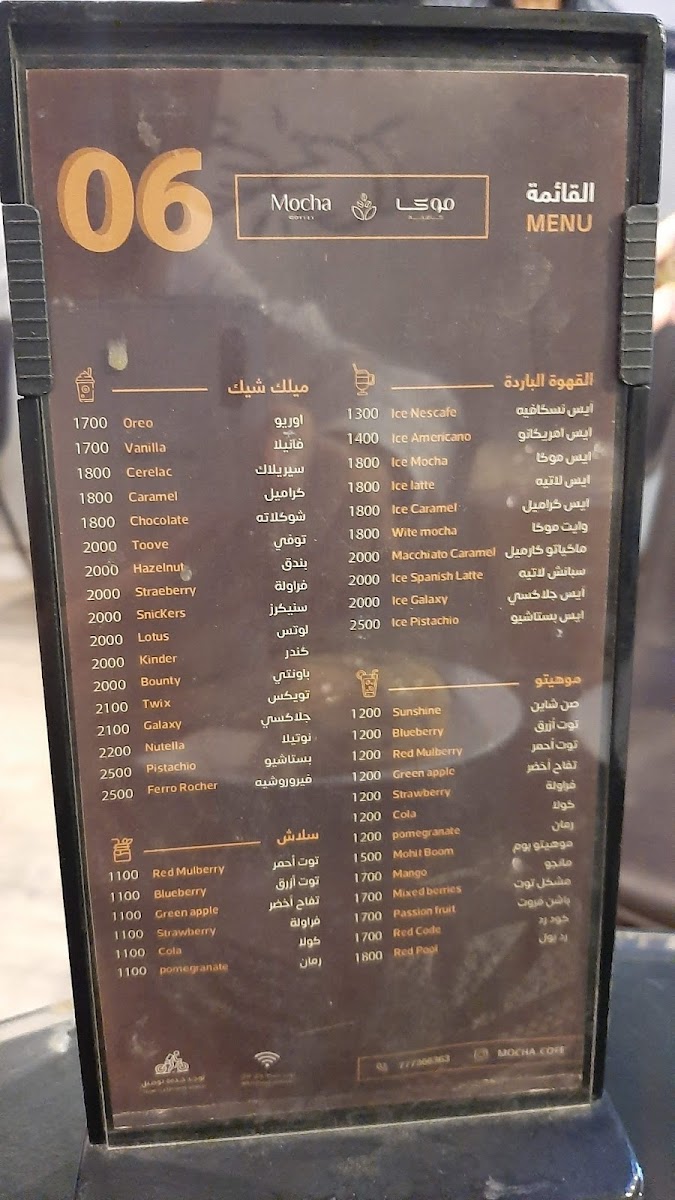 06
Mocha
موكا
القائمة
MENU
ميلك شيك
1700 Oreo اوريو
1700 Vanilla فانيلا
1800 Cerelac سيريلاك
1800 Caramel كراميل
1800 Chocolate شوكلاته
2000 Toove توفي
2000 Hazelnut بندق
2000 Straeberry فراولة
2000 SnicKers سنيكرز
2000 Lotus لوتس
2000 Kinder كندر
2000 Bounty باونتي
2100 Twix تويكس
2100 Galaxy جلاكسي
2200 Nutella نوتيلا
2500 Pistachio بستاشيو
2500 Ferro Rocher فيروروشيه
سلاش
1100 Red Mulberry توت أحمر
1100 Blueberry توت أزرق
1100 Green apple تفاح أخضر
1100 Strawberry فراولة
1100 Cola كولا
1100 pomegranate رمان
القهوة الباردة
1300 Ice Nescafe ايس نسكافيه
1400 Ice Americano ايس امريكانو
1800 Ice Mocha ايس موكا
1800 Ice latte ايس لاتيه
1800 Ice Caramel ايس كراميل
1800 Wite mocha وايت موكا
2000 Macchiato Caramel ماكياتو كارميل
2000 Ice Spanish Latte سبانش لاتيه
2000 Ice Galaxy ايس جلاكسي
2500 Ice Pistachio ايس بستاشيو
موهيتو
1200 Sunshine صن شاين
1200 Blueberry توت أزرق
1200 Red Mulberry توت أحمر
1200 Green apple تفاح أخضر
1200 Strawberry فراولة
1200 Cola كولا
1200 pomegranate رمان
1500 Mohit Boom موهيتو بوم
1700 Mango مانجو
1700 Mixed berries مشكل توت
1700 Passion fruit باشن فروت
1700 Red Code كود رد
1800 Red Pool رد بول
MOCHA.COFE